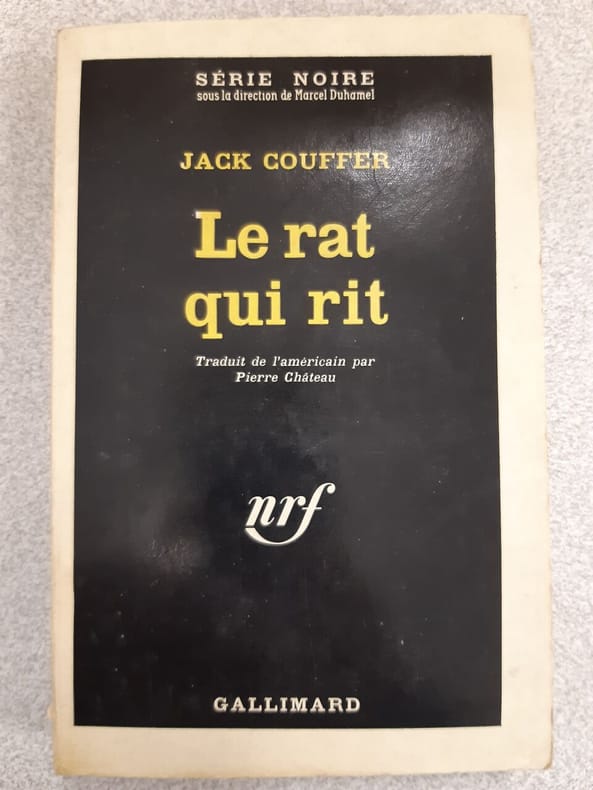 SÉRIE NOIRE
sous la direction de Marcel Duhamel
JACK COUFFER
Le rat
qui rit
Traduit de l'américain par
Pierre Château
nrf
GALLIMARD